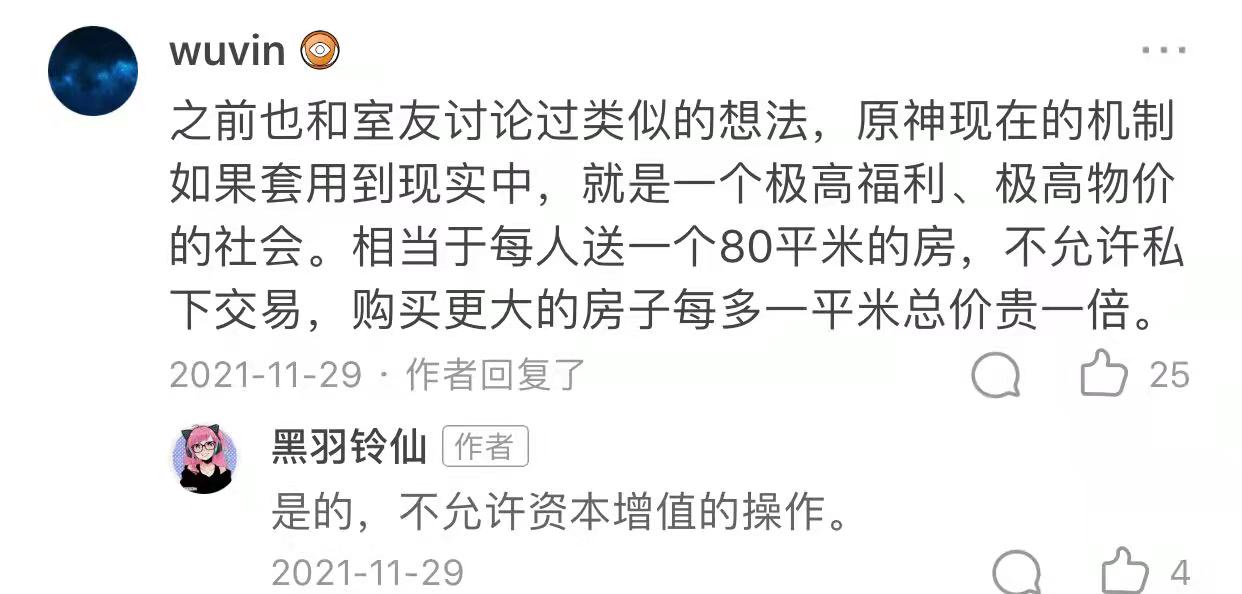 wuvin
之前也和室友讨论过类似的想法，原神现在的机制
如果套用到现实中，就是一个极高福利、极高物价
的社会。相当于每人送一个80平米的房，不允许私
下交易，购买更大的房子每多一平米总价贵一倍。
2021-11-29 · 作者回复了
25
黑羽铃仙 作者
是的，不允许资本增值的操作。
2021-11-29
4